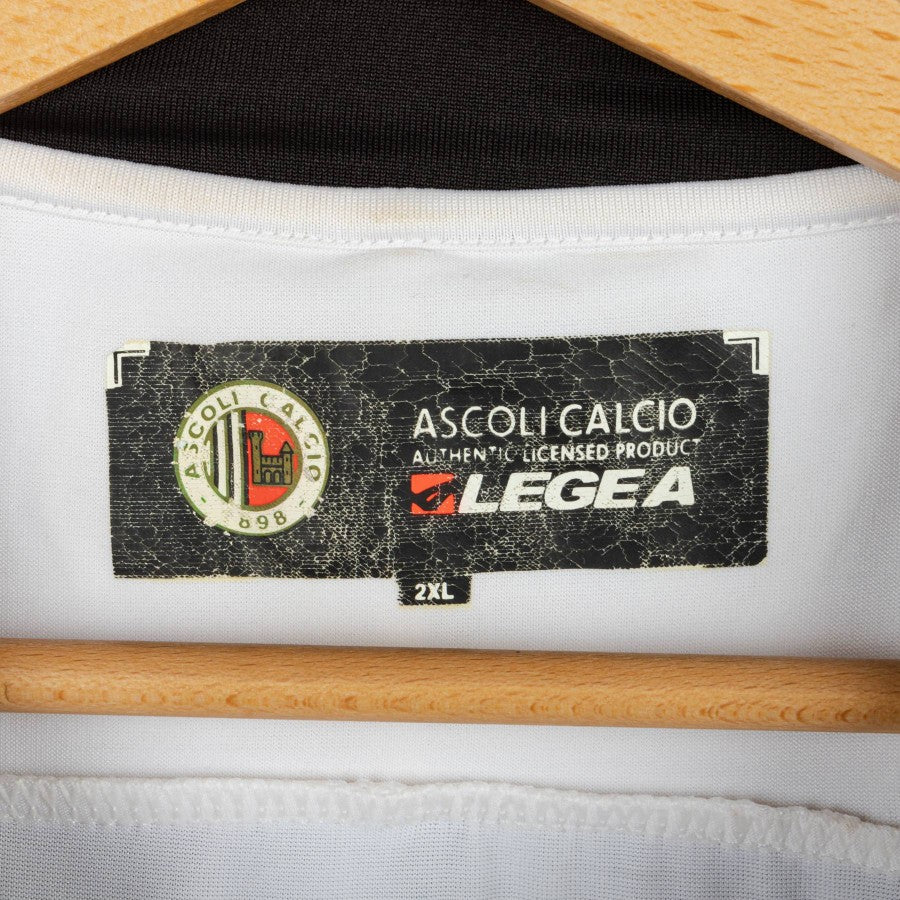 ASCOLI CALCIO
898
ASCOLI CALCIO
AUTHENTIC LICENSED PRODUCT
LEGEA
2XL